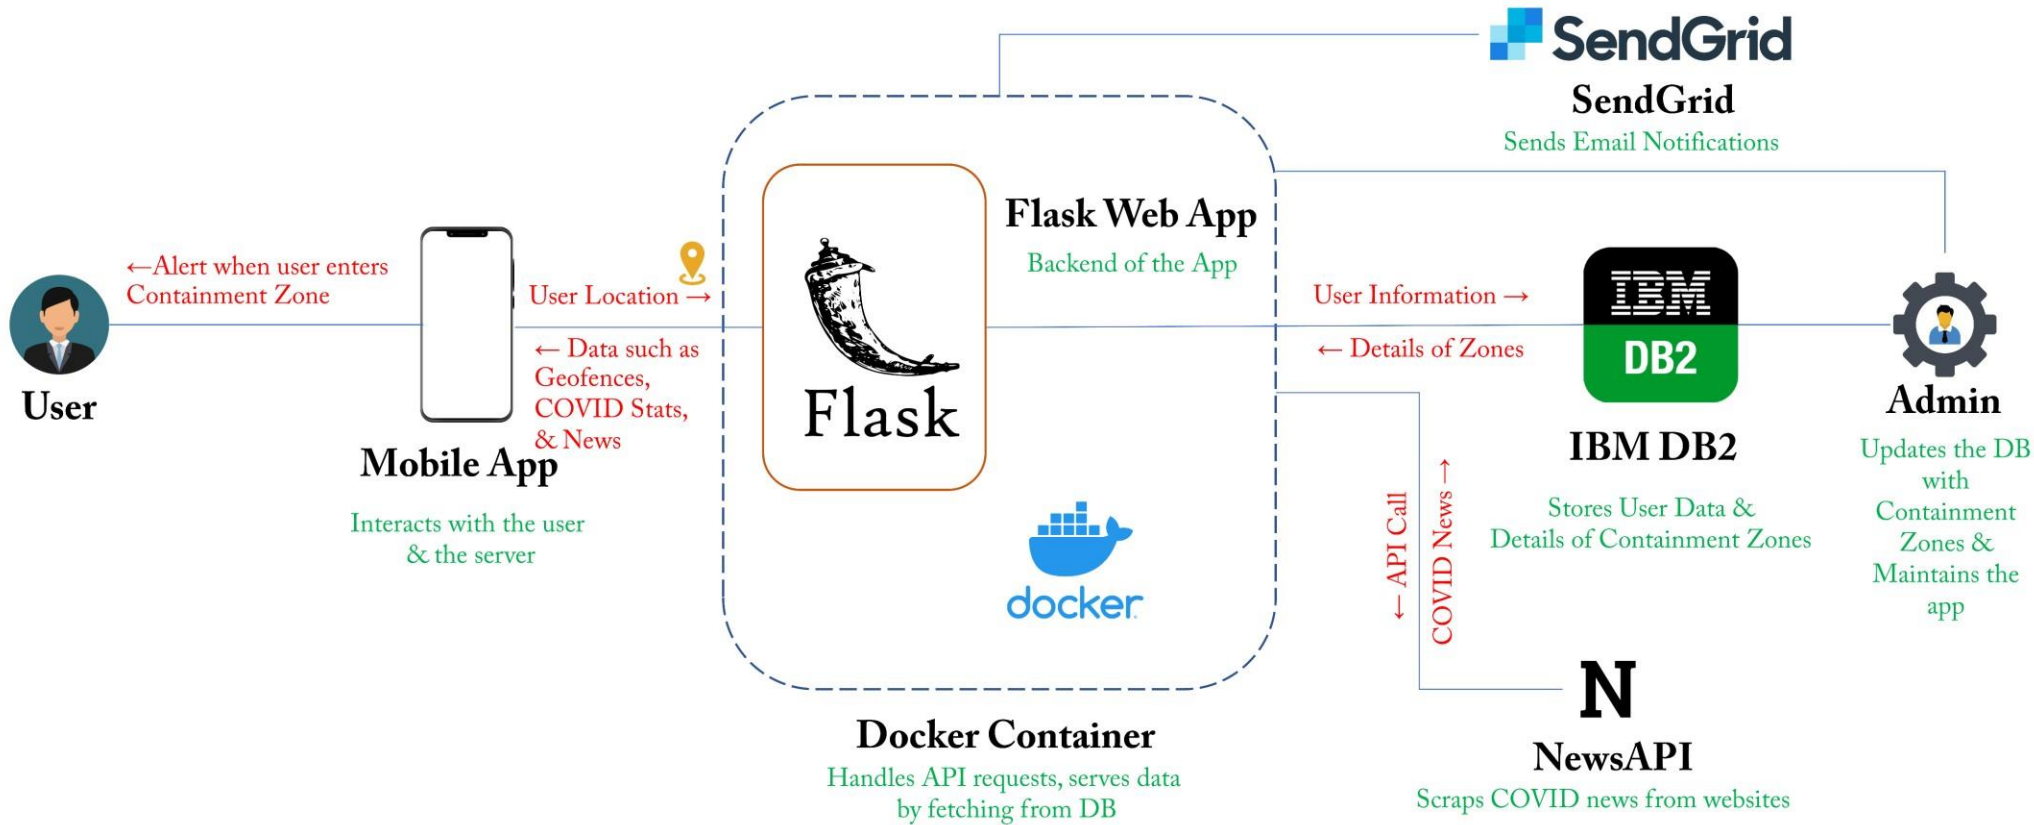 SendGrid
SendGrid
Sends Email Notifications
Flask Web App
Backend of the App
←Alert when user enters
Containment Zone
User
User Location →
← Data such as
Geofences,
COVID Stats,
& News
Mobile App
Interacts with the user
& the server
Flask
docker
Docker Container
Handles API requests, serves data
by fetching from DB
User Information →
← Details of Zones
IBM
DB2
IBM DB2
Stores User Data &
Details of Containment Zones
Admin
Updates the DB
with
Containment
Zones &
Maintains the
app
← API Call
COVID News →
N
NewsAPI
Scraps COVID news from websites